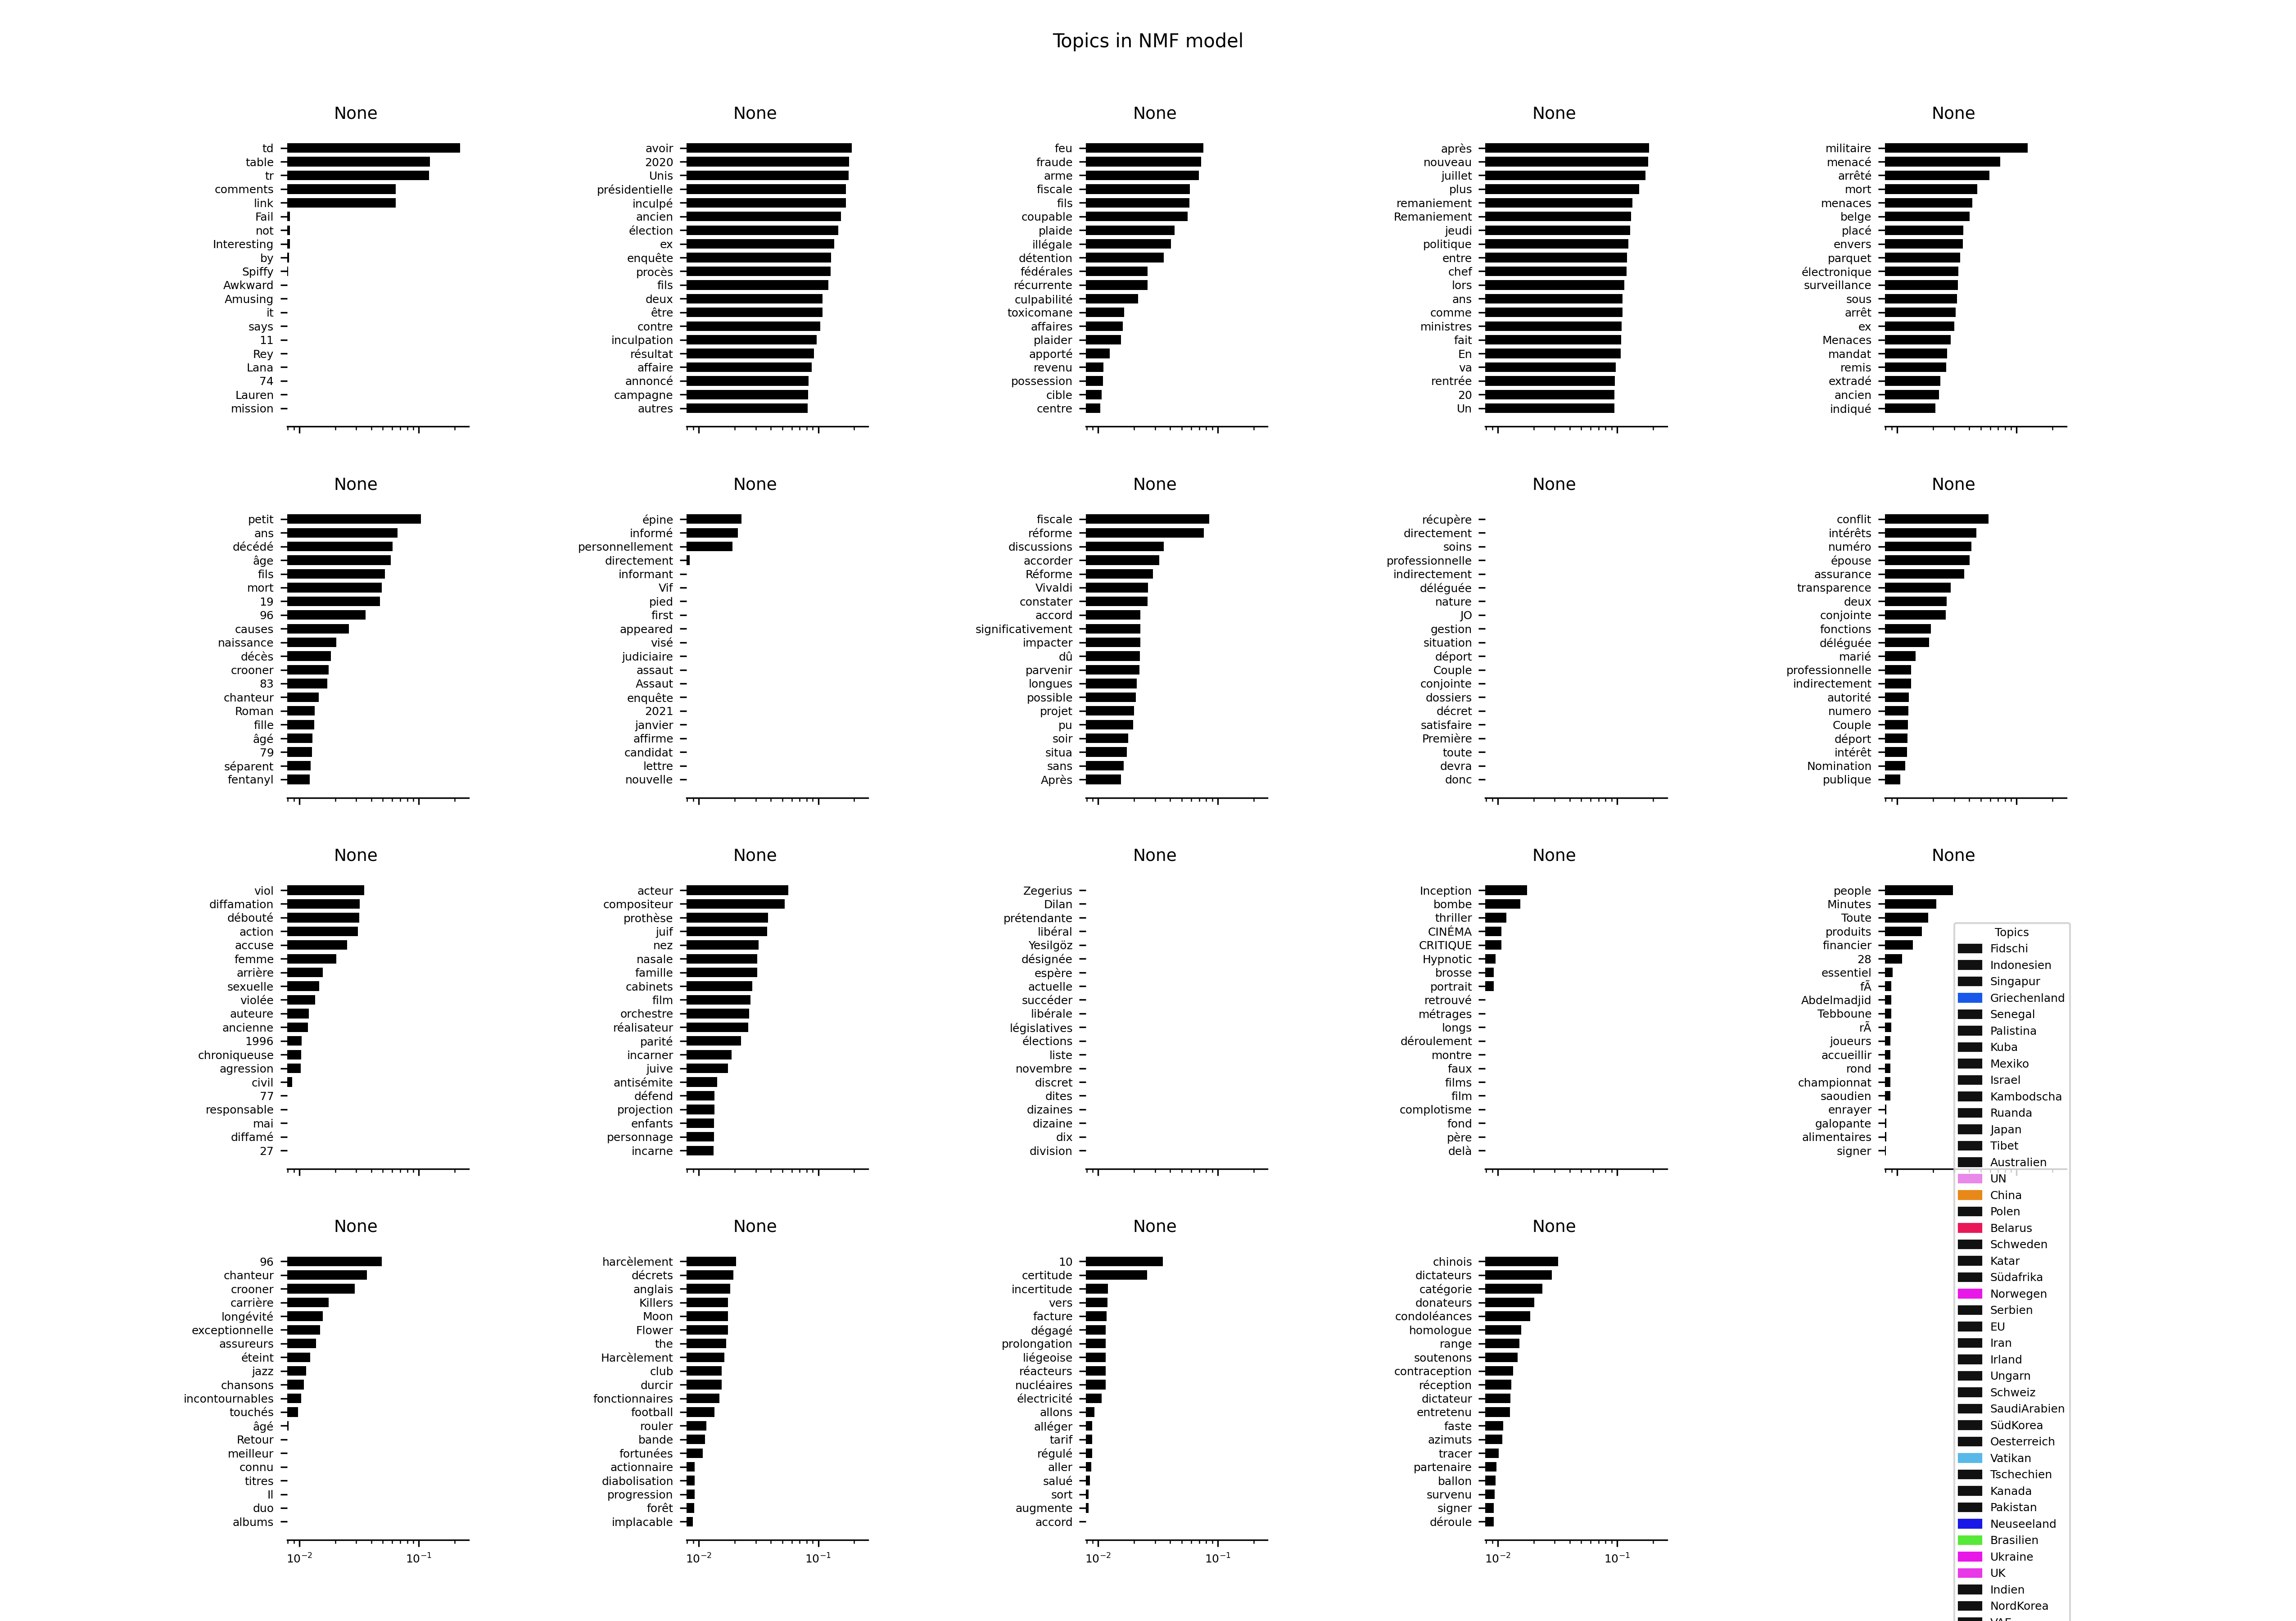 Topics in NMF model
None
td
table
tr
comments
link
Fail
not
Interesting
by
Spiffy
Awkward
Amusing
it
says
11
Rey
Lana
74
Lauren
mission
None
avoir
2020
Unis
présidentielle
inculpé
ancien
élection
ex
enquête
procès
fils
deux
être
contre
inculpation
résultat
affaire
annoncé
campagne
autres
None
feu
fraude
arme
fiscale
fils
coupable
plaide
illégale
détention
fédérales
récurrente
culpabilité
toxicomane
affaires
plaider
apporté
revenu
possession
cible
centre
None
après
nouveau
juillet
plus
remaniement
Remaniement
jeudi
politique
entre
chef
lors
ans
comme
ministres
fait
En
va
rentrée
20
Un
None
militaire
menacé
arrêté
mort
menaces
belge
placé
envers
parquet
électronique
surveillance
sous
arrêt
ex
Menaces
mandat
remis
extradé
ancien
indiqué
None
petit
ans
décédé
âge
fils
mort
19
96
causes
naissance
décès
crooner
83
chanteur
Roman
fille
âgé
79
séparent
fentanyl
None
épine
informé
personnellement
directement
informant
Vif
pied
first
appeared
visé
judiciaire
assaut
Assaut
enquête
2021
janvier
affirme
candidat
lettre
nouvelle
None
fiscale
réforme
discussions
accorder
Réforme
Vivaldi
constater
accord
significativement
impacter
dû
parvenir
longues
possible
projet
pu
soir
situa
sans
Après
None
récupère
directement
soins
professionnelle
indirectement
déléguée
nature
JO
gestion
situation
déport
Couple
conjointe
dossiers
décret
satisfaire
Première
toute
devra
donc
None
conflit
intérêts
numéro
épouse
assurance
transparence
deux
conjointe
fonctions
déléguée
marié
professionnelle
indirectement
autorité
numero
Couple
déport
intérêt
Nomination
publique
None
viol
diffamation
débouté
action
accuse
femme
arrière
sexuelle
violée
auteure
ancienne
1996
chroniqueuse
agression
civil
77
responsable
mai
diffamé
27
None
acteur
compositeur
prothèse
juif
nez
nasale
famille
cabinets
film
orchestre
réalisateur
parité
incarner
juive
antisémite
défend
projection
enfants
personnage
incarne
None
Zegerius
Dilan
prétendante
libéral
Yesilgöz
désignée
espère
actuelle
succéder
libérale
législatives
élections
liste
novembre
discret
dites
dizaines
dizaine
dix
division
None
Inception
bombe
thriller
CINÉMA
CRITIQUE
Hypnotic
brosse
portrait
retrouvé
métrages
longs
déroulement
montre
faux
films
film
complotisme
fond
père
delà
None
people
Minutes
Toute
produits
financier
28
essentiel
fÃ
Abdelmadjid
Tebboune
rÃ
joueurs
accueillir
rond
championnat
saoudien
enrayer
galopante
alimentaires
signer
None
96
chanteur
crooner
carrière
longévité
exceptionnelle
assureurs
éteint
jazz
chansons
incontournables
touchés
âgé
Retour
meilleur
connu
titres
Il
duo
albums
10⁻² 10⁻¹
None
harcèlement
décrets
anglais
Killers
Moon
Flower
the
Harcèlement
club
durcir
fonctionnaires
football
rouler
bande
fortunées
actionnaire
diabolisation
progression
forêt
implacable
10⁻² 10⁻¹
None
10
certitude
incertitude
vers
facture
dégagé
prolongation
liégeoise
réacteurs
nucléaires
électricité
allons
alléger
tarif
régulé
aller
salué
sort
augmente
accord
10⁻² 10⁻¹
None
chinois
dictateurs
catégorie
donateurs
condoléances
homologue
range
soutenons
contraception
réception
dictateur
entretenu
faste
azimuts
tracer
partenaire
ballon
survenu
signer
déroule
10⁻² 10⁻¹
Topics
Fidschi
Indonesien
Singapur
Griechenland
Senegal
Palistina
Kuba
Mexiko
Israel
Kambodscha
Ruanda
Japan
Tibet
Australien
UN
China
Polen
Belarus
Schweden
Katar
Südafrika
Norwegen
Serbien
EU
Iran
Irland
Ungarn
Schweiz
SaudiArabien
SüdKorea
Oesterreich
Vatikan
Tschechien
Kanada
Pakistan
Neuseeland
Brasilien
Ukraine
UK
Indien
NordKorea